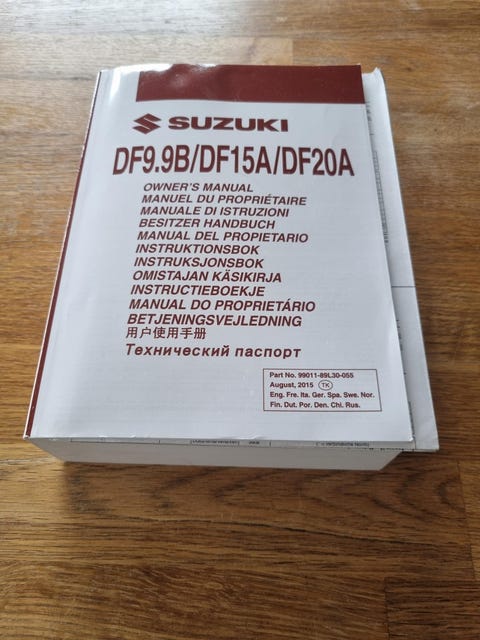 SUZUKI
DF9.9B/DF15A/DF20A
OWNER'S MANUAL
MANUEL DU PROPRIÉTAIRE
MANUALE DI ISTRUZIONI
BESITZER HANDBUCH
MANUAL DEL PROPIETARIO
INSTRUKTIONSBOK
INSTRUKSJONSBOK
OMISTAJAN KÄSIKIRJA
INSTRUCTIEBOEKJE
MANUAL DO PROPRIETÁRIO
BETJENINGSVEJLEDNING
用户使用手册
Технический паспорт
Part No. 99011-89L30-055
August, 2015 TK
Eng. Fre. Ita. Ger. Spa. Swe. Nor.
Fin. Dut. Por. Den. Chi. Rus.